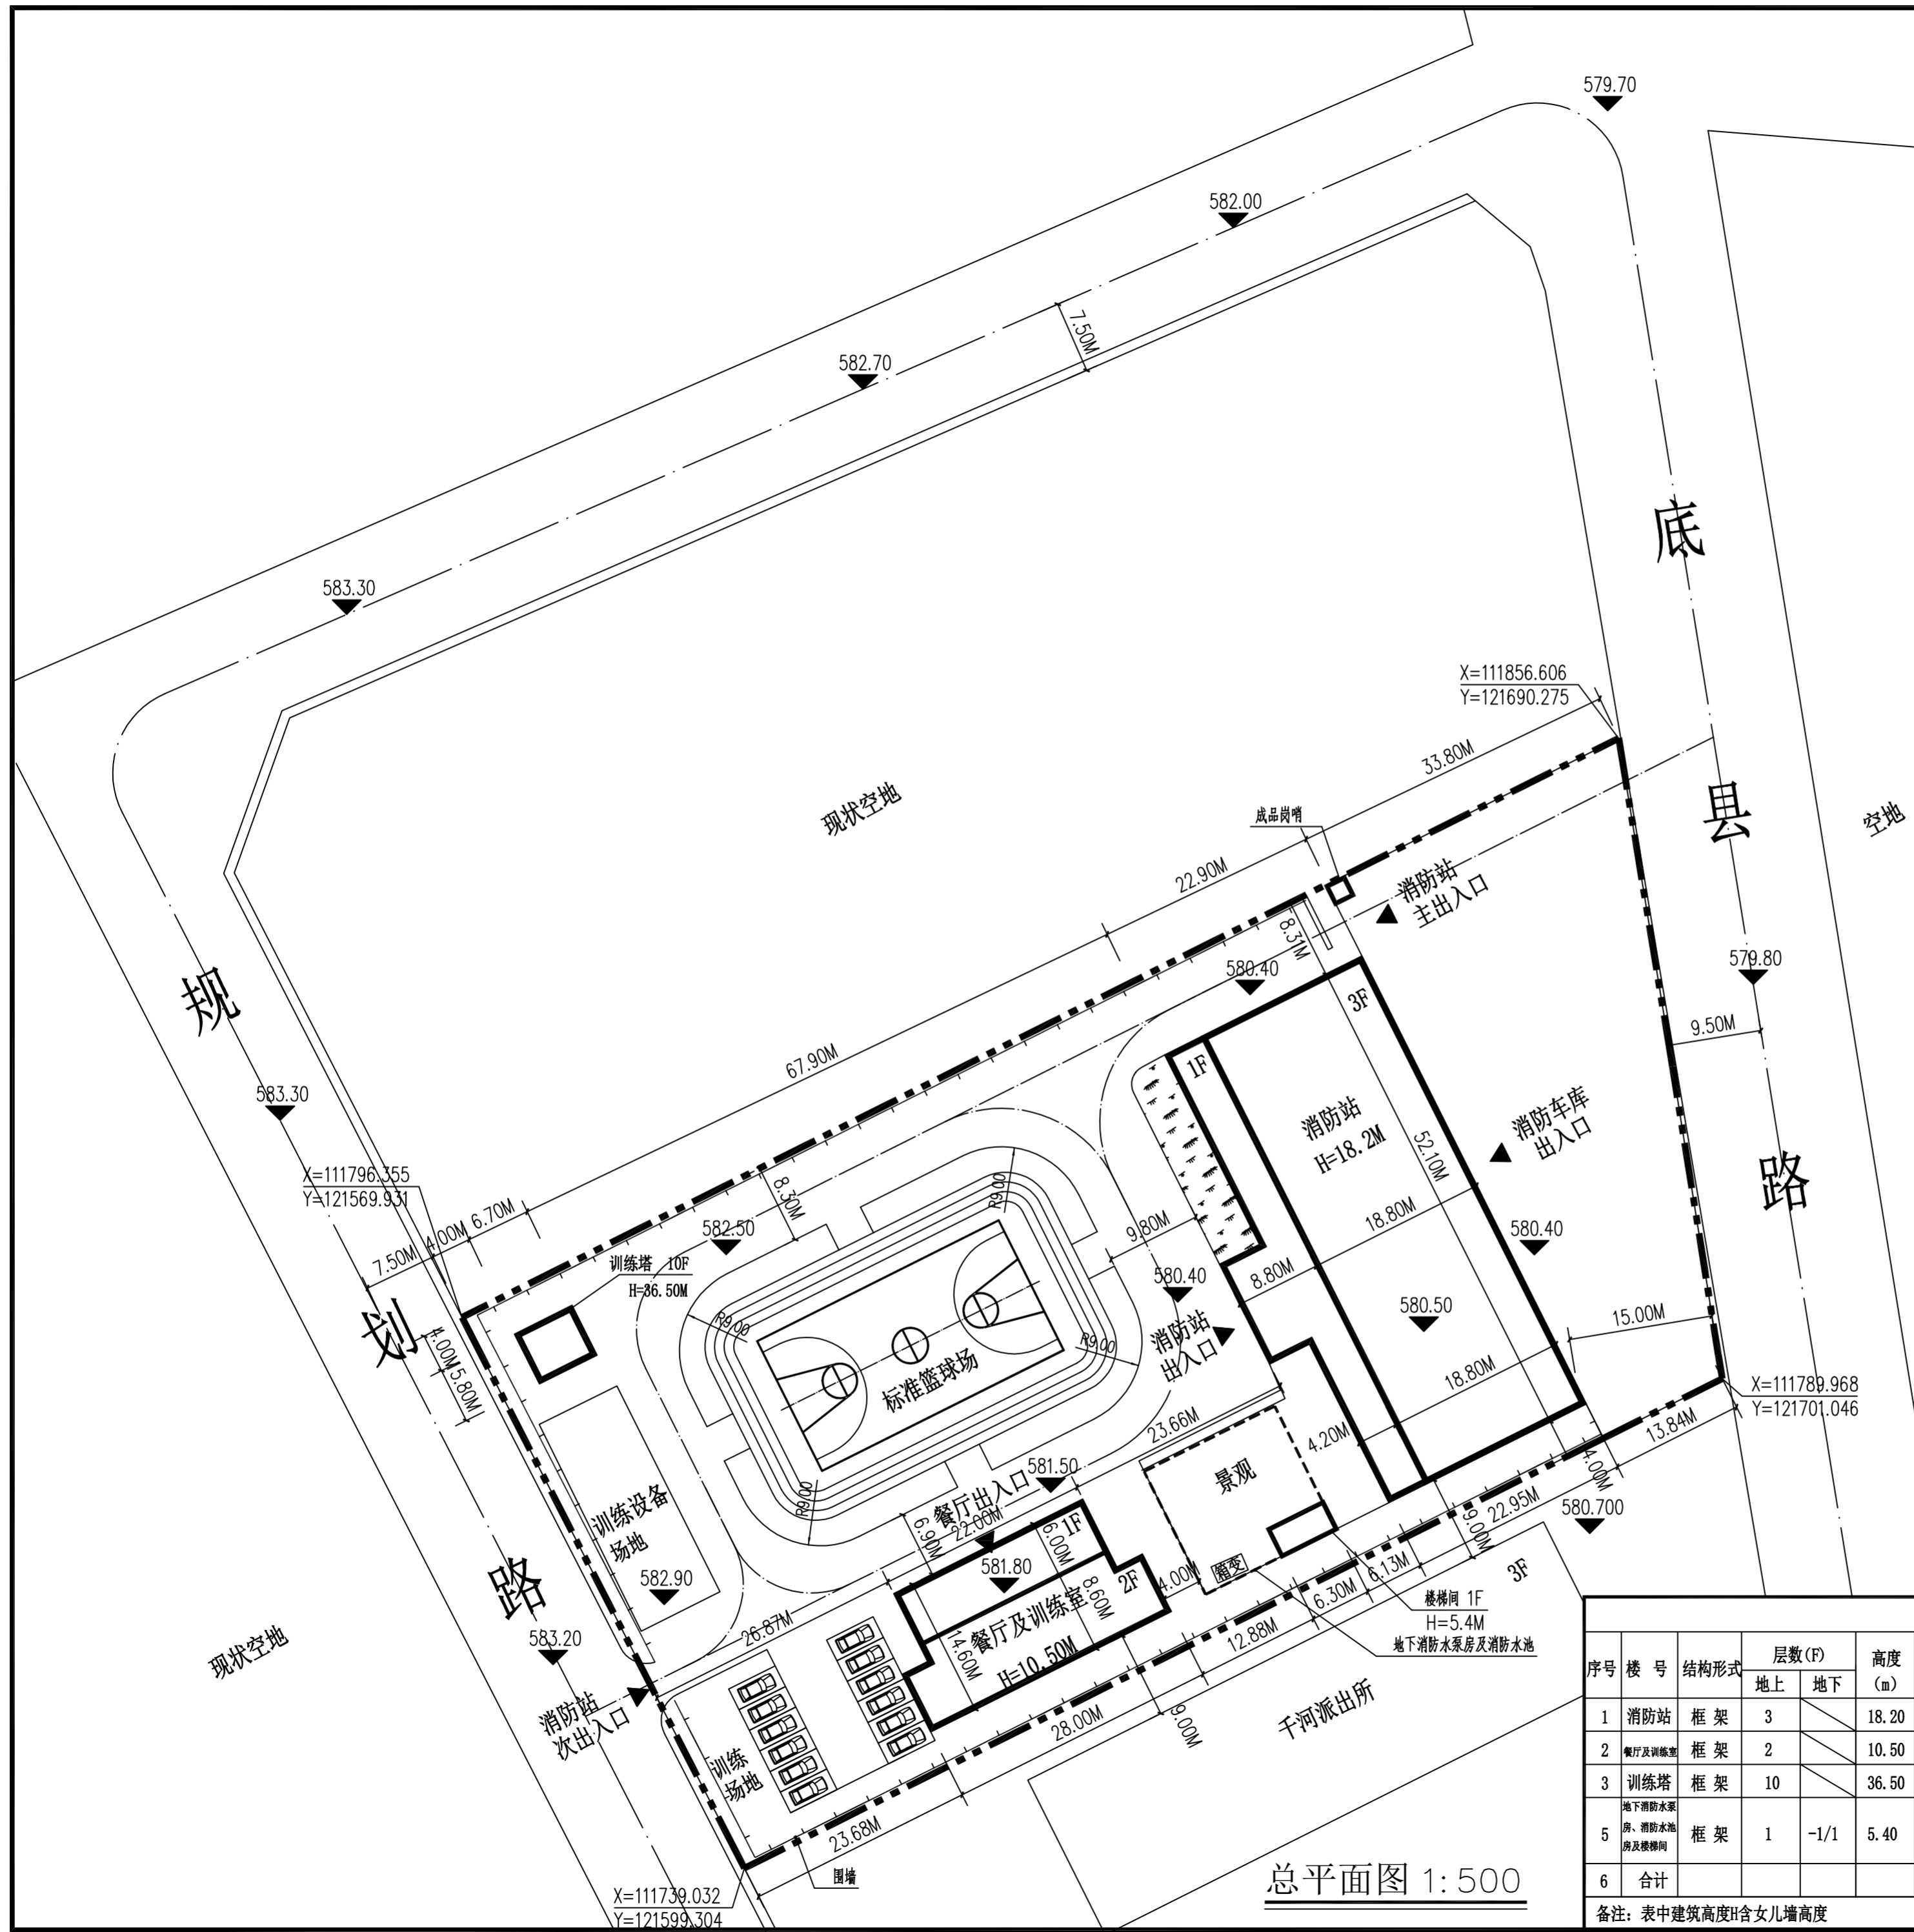 579.70
582.00
7.50M
582.70
583.30
底
县
路
X=111856.606
Y=121690.275
33.80M
现状空地
成品岗哨
空地
22.90M
消防站
主出入口
8.31M
580.40
579.80
9.50M
规
划
路
3F
1F
67.90M
583.30
消防站
H=18.2M
52.10M
消防车库
出入口
X=111796.355
Y=121569.931
7.50M
4.00M
6.70M
8.30M
582.50
R9.00
9.80M
18.80M
580.40
训练塔 10F
H=36.50M
580.40
8.80M
580.50
15.00M
R9.00
消防站
出入口
R9.00
标准篮球场
4.00M
15.80M
18.80M
X=111789.968
Y=121701.046
13.84M
23.66M
4.20M
景观
4.00M
581.50
餐厅出入口
R9.00
训练设备
场地
22.95M
580.700
9.00M
6.90M
22.00M
6.00M
1F
581.80
582.90
8.60M
2F
4.00M
箱变
6.13M
6.30M
3F
楼梯间 1F
H=5.4M
地下消防水泵房及消防水池
583.20
26.87M
餐厅及训练室
14.60M
H=10.50M
12.88M
现状空地
消防站
次出入口
28.00M
9.00M
千河派出所
训练
场地
23.68M
围墙
X=111739.032
Y=121599.304
总平面图 1:500
序号 楼 号 结构形式 层数(F) 高度
地上 地下 (m)
1 消防站 框 架 3 18.20
2 餐厅及训练室 框 架 2 10.50
3 训练塔 框 架 10 36.50
地下消防水泵
5 房、消防水池 框 架 1 -1/1 5.40
房及楼梯间
6 合计
备注：表中建筑高度H含女儿墙高度